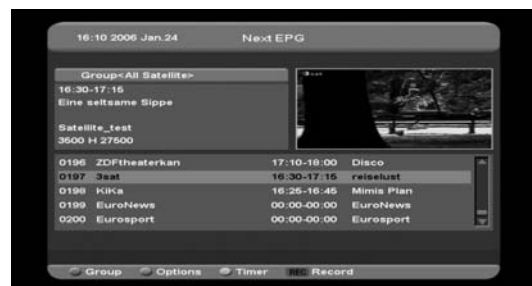 16:10 2006 Jan.24 Next EPG
Group<All Satellite>
16:30-17:15
Eine seltsame Sippe
Satellite_test
3500 H 27500
3sat
0196 ZDFtheaterkan 17:10-18:00 Disco
0197 3sat 16:30-17:15 reiselust
0198 KiKa 16:25-16:45 Mimis Plan
0199 EuroNews 00:00-00:00 EuroNews
0200 Eurosport 00:00-00:00 Eurosport
Group Options Timer REC Record